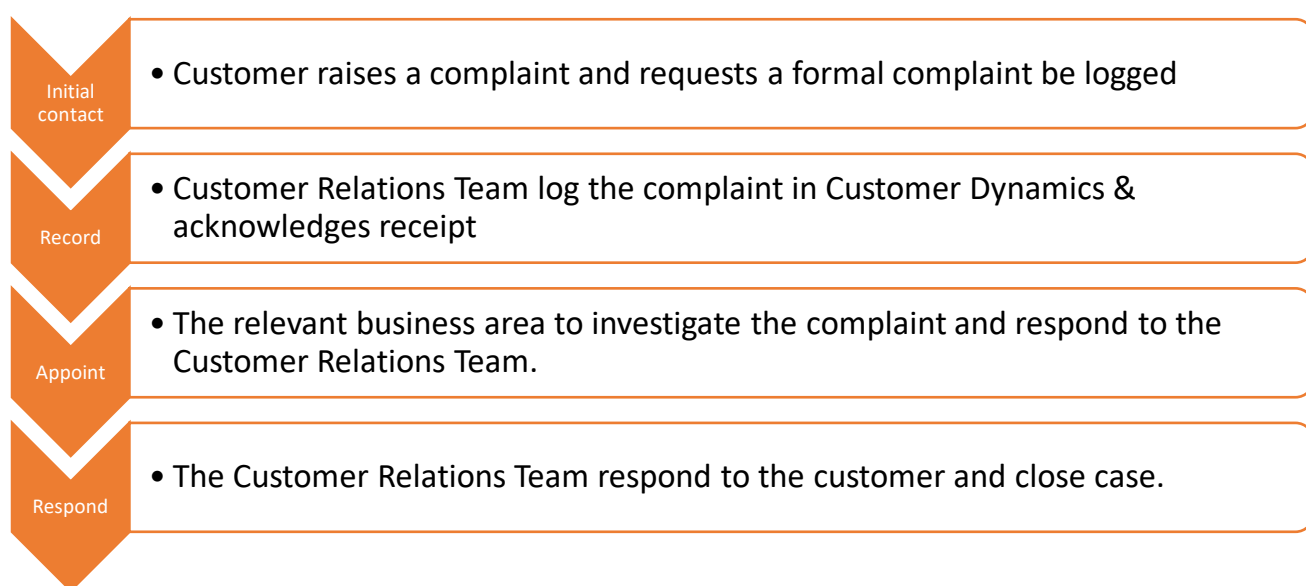 Initial
contact
• Customer raises a complaint and requests a formal complaint be logged
Record
• Customer Relations Team log the complaint in Customer Dynamics &
acknowledges receipt
Appoint
• The relevant business area to investigate the complaint and respond to the
Customer Relations Team.
Respond
• The Customer Relations Team respond to the customer and close case.